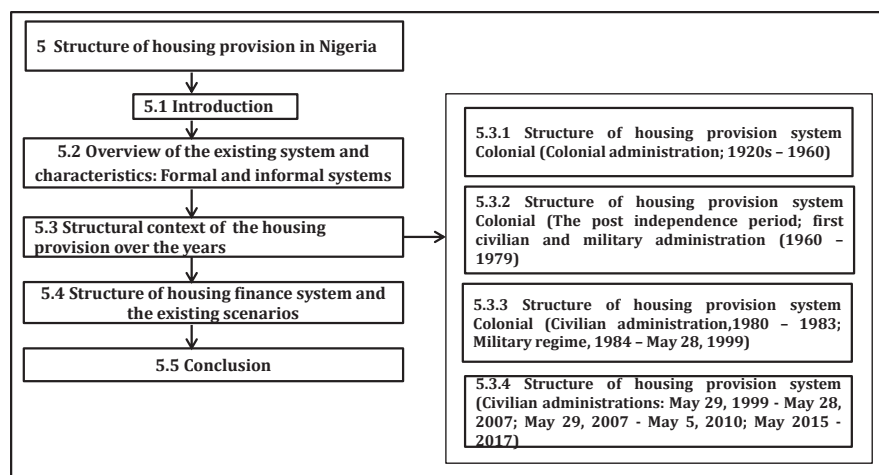 5 Structure of housing provision in Nigeria
5.1 Introduction
5.2 Overview of the existing system and
characteristics: Formal and informal systems
5.3 Structural context of the housing
provision over the years
5.4 Structure of housing finance system and
the existing scenarios
5.5 Conclusion
5.3.1 Structure of housing provision system
Colonial (Colonial administration; 1920s – 1960)
5.3.2 Structure of housing provision system
Colonial (The post independence period; first
civilian and military administration (1960 –
1979)
5.3.3 Structure of housing provision system
Colonial (Civilian administration,1980 – 1983;
Military regime, 1984 – May 28, 1999)
5.3.4 Structure of housing provision system
(Civilian administrations: May 29, 1999 - May 28,
2007; May 29, 2007 - May 5, 2010; May 2015 -
2017)